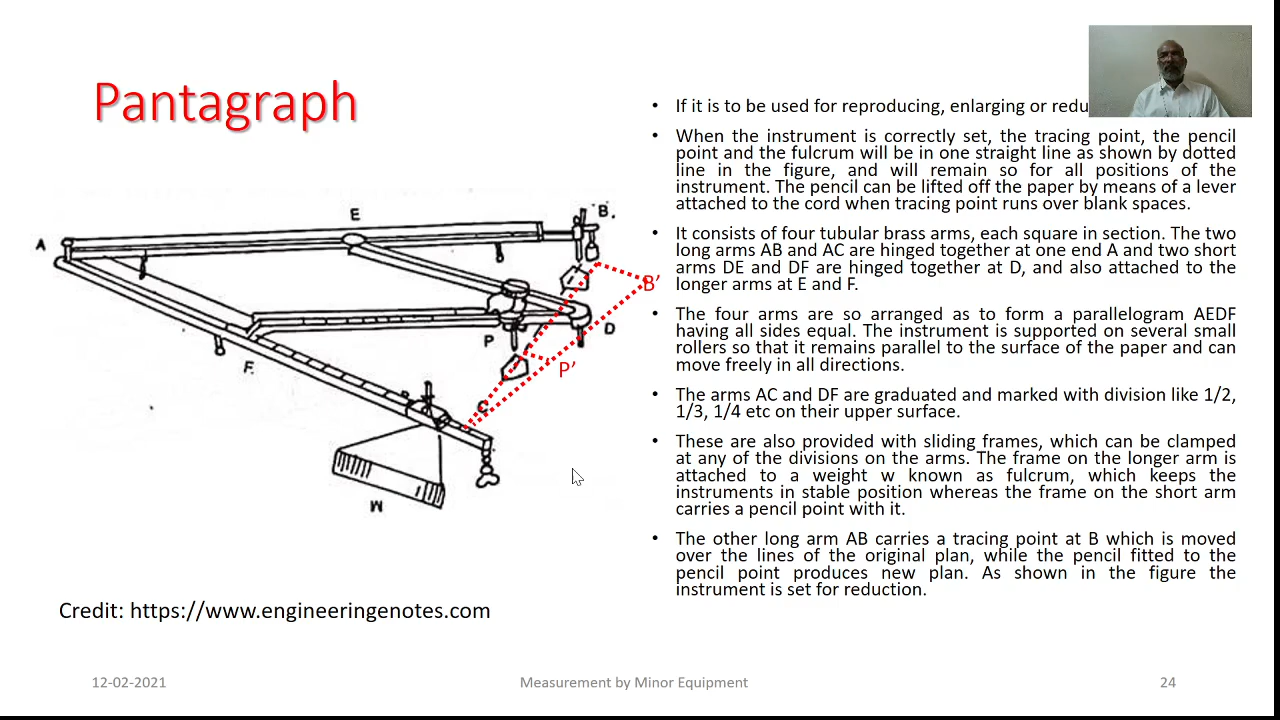 Pantagraph
• If it is to be used for reproducing, enlarging or
• When the instrument is correctly set, the tracing point, the pencil
point and the fulcrum will be in one straight line as shown by dotted
line in the figure, and will remain so for all positions of the
instrument. The pencil can be lifted off the paper by means of a lever
attached to the cord when tracing point runs over blank spaces.
• It consists of four tubular brass arms, each square in section. The two
long arms AB and AC are hinged together at one end A and two short
arms DE and DF are hinged together at D, and also attached to the
longer arms at E and F.
• The four arms are so arranged as to form a parallelogram AEDF
having all sides equal. The instrument is supported on several small
rollers so that it remains parallel to the surface of the paper and can
move freely in all directions.
• The arms AC and DF are graduated and marked with division like 1/2,
1/3, 1/4 etc on their upper surface.
• These are also provided with sliding frames, which can be clamped
at any of the divisions on the arms. The frame on the longer arm is
attached to a weight w known as fulcrum, which keeps the
instruments in stable position whereas the frame on the short arm
carries a pencil point with it.
• The other long arm AB carries a tracing point at B which is moved
over the lines of the original plan, while the pencil fitted to the
pencil point produces new plan. As shown in the figure the
instrument is set for reduction.
E
B.
A
B’
D
P
P’
F.
C
W
Credit: https://www.engineeringenotes.com
12-02-2021
Measurement by Minor Equipment
24